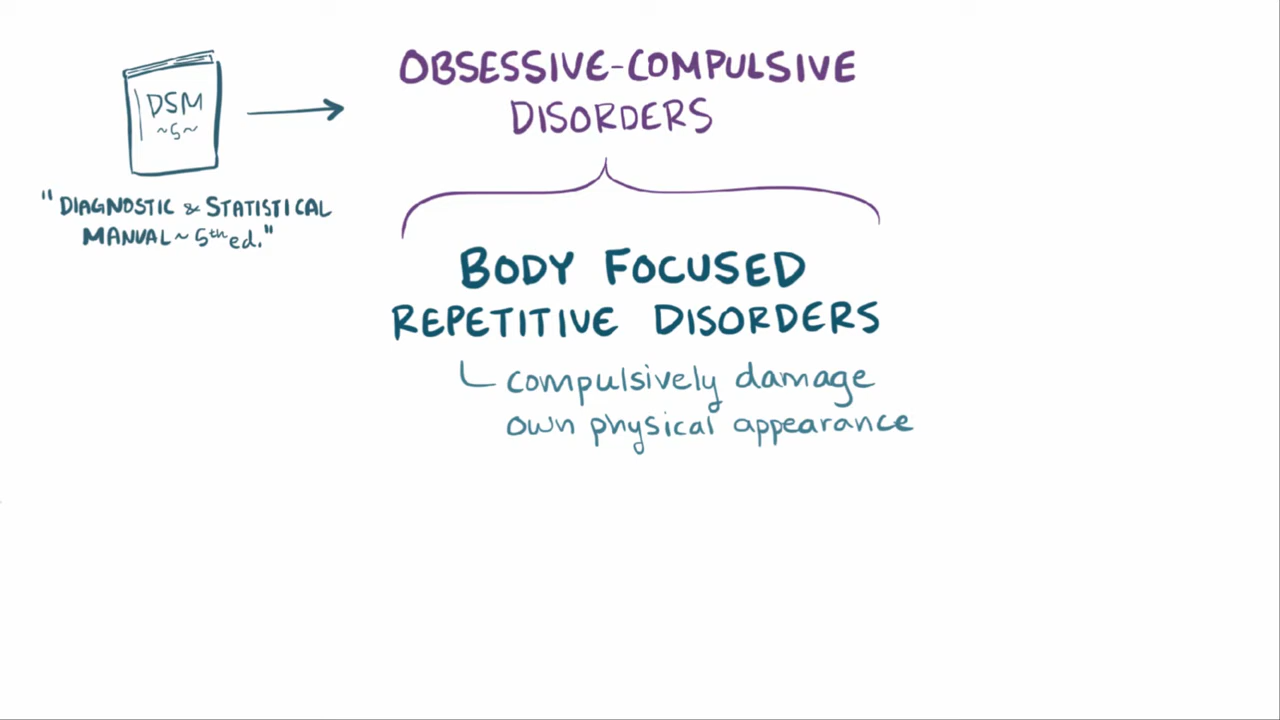 DSM
~5~
"DIAGNOSTIC & STATISTICAL
MANUAL ~ 5th ed."
OBSESSIVE-COMPULSIVE
DISORDERS
BODY FOCUSED
REPETITIVE DISORDERS
compulsively damage
own physical appearance